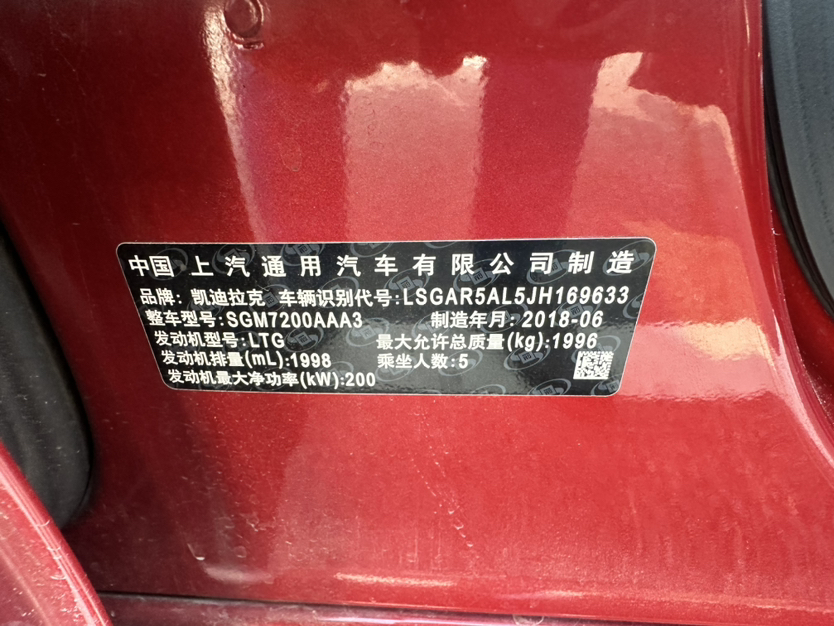 中国上汽通用汽车有限公司制造
品牌: 凯迪拉克 车辆识别代号:LSGAR5AL5JH169633
整车型号:SGM7200AAA3 制造年月: 2018-06
发动机型号:LTG 最大允许总质量(kg):1996
发动机排量(mL):1998 乘坐人数:5
发动机最大净功率(kW):200